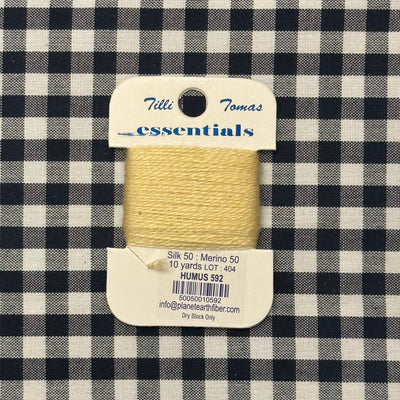 Tilli Tomas
essentials
Silk 50 : Merino 50
10 yards LOT : 404
HUMUS 592
50050010592
info@planetearthfiber.com
Dry Block Only